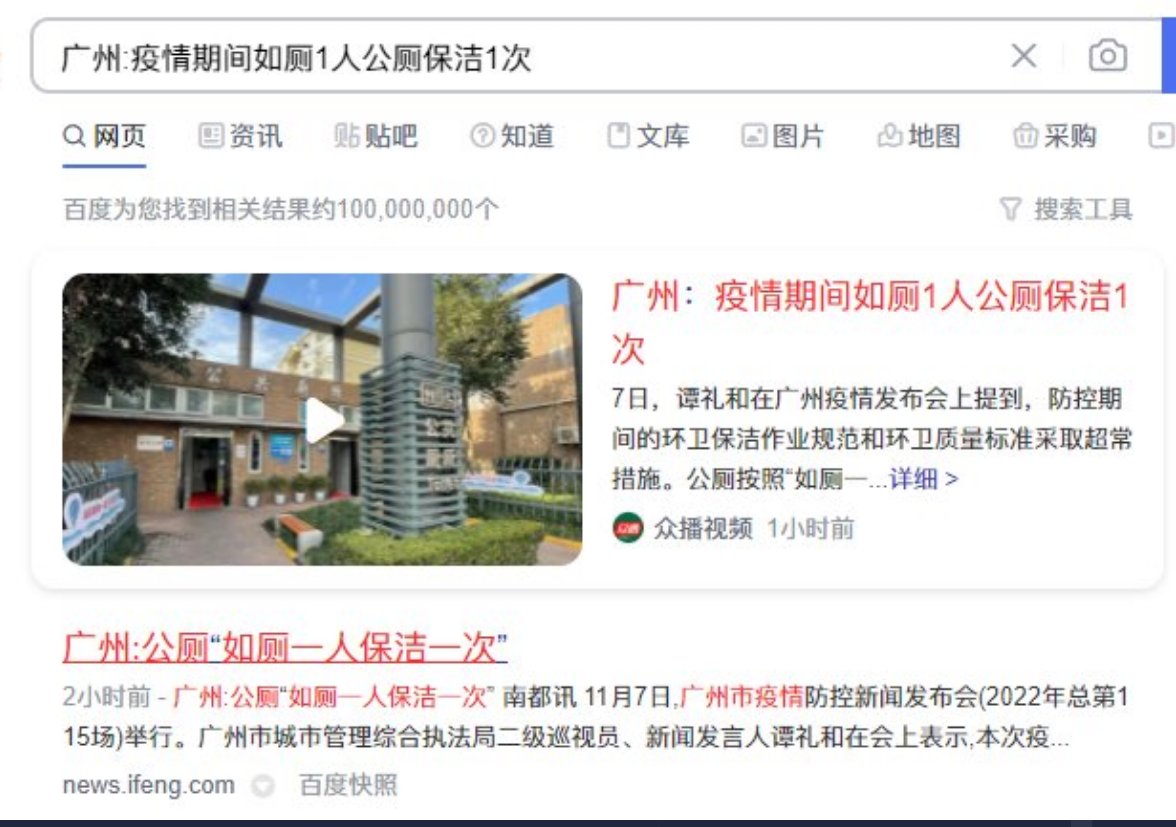 广州:疫情期间如厕1人公厕保洁1次
网页 资讯 贴吧 知道 文库 图片 地图 采购
百度为您找到相关结果约100,000,000个 搜索工具
广州：疫情期间如厕1人公厕保洁1
次
7日，谭礼和在广州疫情发布会上提到，防控期
间的环卫保洁作业规范和环卫质量标准采取超常
措施。公厕按照“如厕一...详细 >
众播视频 1小时前
广州:公厕“如厕一人保洁一次”
2小时前 - 广州:公厕“如厕一人保洁一次” 南都讯 11月7日,广州市疫情防控新闻发布会(2022年总第1
15场)举行。广州市城市管理综合执法局二级巡视员、新闻发言人谭礼和在会上表示,本次疫...
news.ifeng.com 百度快照